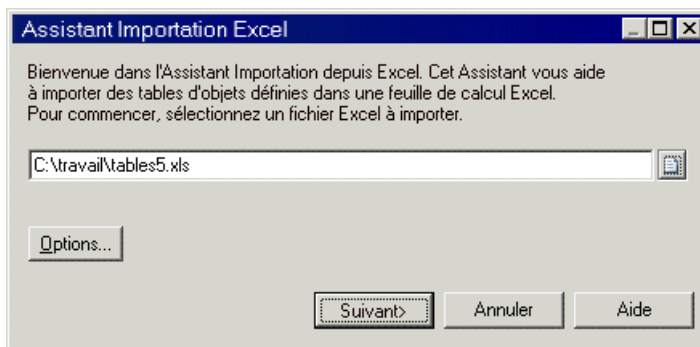 Assistant Importation Excel
Bienvenue dans l'Assistant Importation depuis Excel. Cet Assistant vous aide
à importer des tables d'objets définies dans une feuille de calcul Excel.
Pour commencer, sélectionnez un fichier Excel à importer.
C:\travail\tables5.xls
Options...
Suivant> Annuler Aide